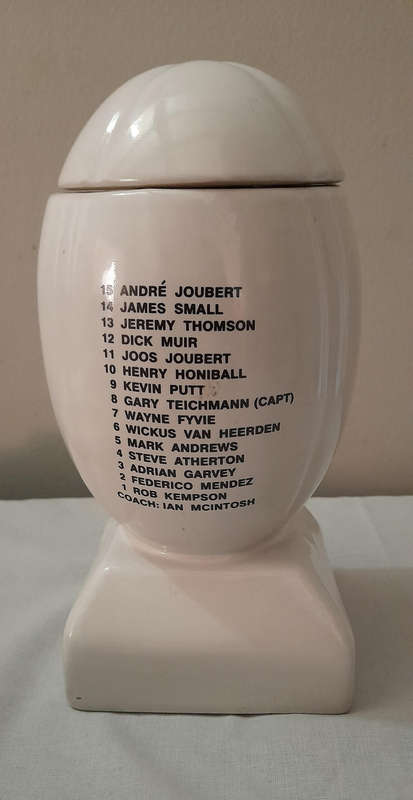 15 ANDRÉ JOUBERT
14 JAMES SMALL
13 JEREMY THOMSON
12 DICK MUIR
11 JOOS JOUBERT
10 HENRY HONIBALL
9 KEVIN PUTT
8 GARY TEICHMANN (CAPT)
7 WAYNE FYVIE
6 WICKUS VAN HEERDEN
5 MARK ANDREWS
4 STEVE ATHERTON
3 ADRIAN GARVEY
2 FEDERICO MENDEZ
1 ROB KEMPSON
COACH: IAN MCINTOSH